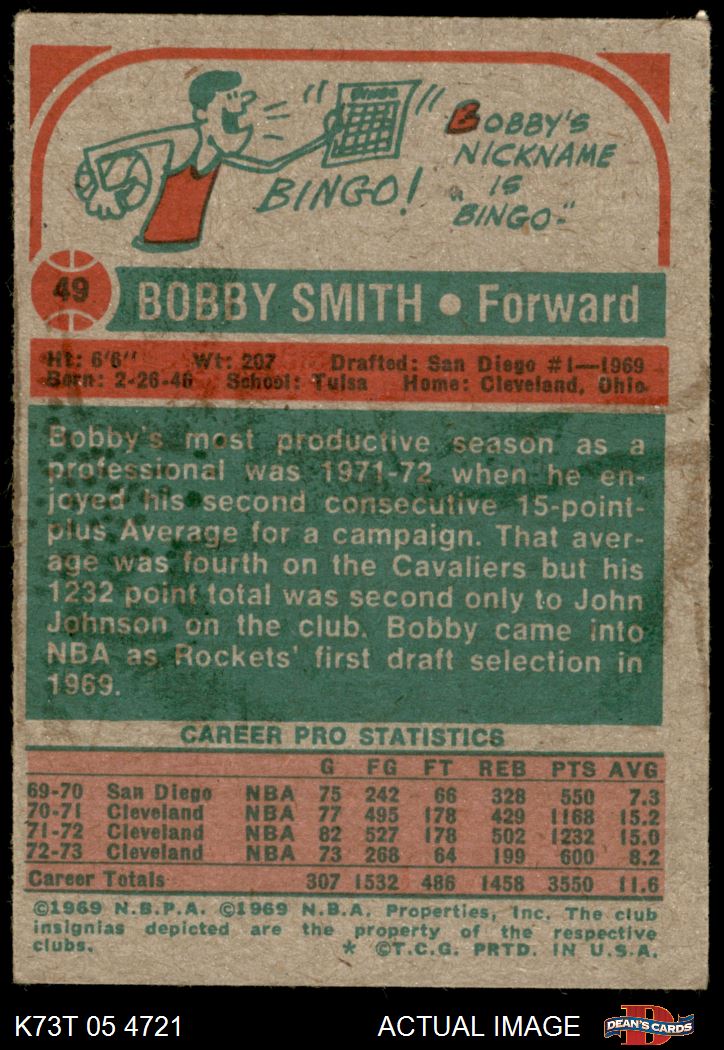 BINGO
BINGO!
BOBBY'S
NICKNAME
IS
"BINGO."
49
BOBBY SMITH • Forward
Ht: 6'6" Wt: 207 Drafted: San Diego #1—1969
Born: 2-26-46 School: Tulsa Home: Cleveland, Ohio
Bobby's most productive season as a
professional was 1971-72 when he en-
joyed his second consecutive 15-point-
plus Average for a campaign. That aver-
age was fourth on the Cavaliers but his
1232 point total was second only to John
Johnson on the club. Bobby came into
NBA as Rockets' first draft selection in
1969.
CAREER PRO STATISTICS
G FG FT REB PTS AVG
69-70 San Diego NBA 75 242 66 328 550 7.3
70-71 Cleveland NBA 77 495 178 429 1168 15.2
71-72 Cleveland NBA 82 527 178 502 1232 15.0
72-73 Cleveland NBA 73 268 64 199 600 8.2
Career Totals 307 1532 486 1458 3550 11.6
©1969 N.B.P.A. ©1969 N.B.A. Properties, Inc. The club
insignias depicted are the property of the respective
clubs. * ©T.C.G. PRTD. IN U.S.A.
K73T 05 4721 ACTUAL IMAGE DEAN'S CARDS